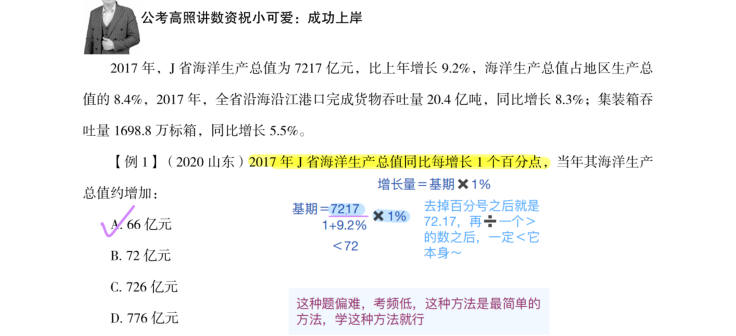 公考高照讲数资祝小可爱：成功上岸
2017 年，J 省海洋生产总值为 7217 亿元，比上年增长 9.2%，海洋生产总值占地区生产总
值的 8.4%，2017 年，全省沿海沿江港口完成货物吞吐量 20.4 亿吨，同比增长 8.3%；集装箱吞
吐量 1698.8 万标箱，同比增长 5.5%。
【例 1】（2020 山东）2017 年 J 省海洋生产总值同比每增长 1 个百分点，当年其海洋生产
总值约增加：
增长量＝基期✖1%
A. 66 亿元
B. 72 亿元
C. 726 亿元
D. 776 亿元
基期＝7217 ✖1%
1+9.2%
＜72
去掉百分号之后就是
72.17，再➗一个＞
的数之后，一定＜它
本身～
这种题偏难，考频低，这种方法是最简单的
方法，学这种方法就行